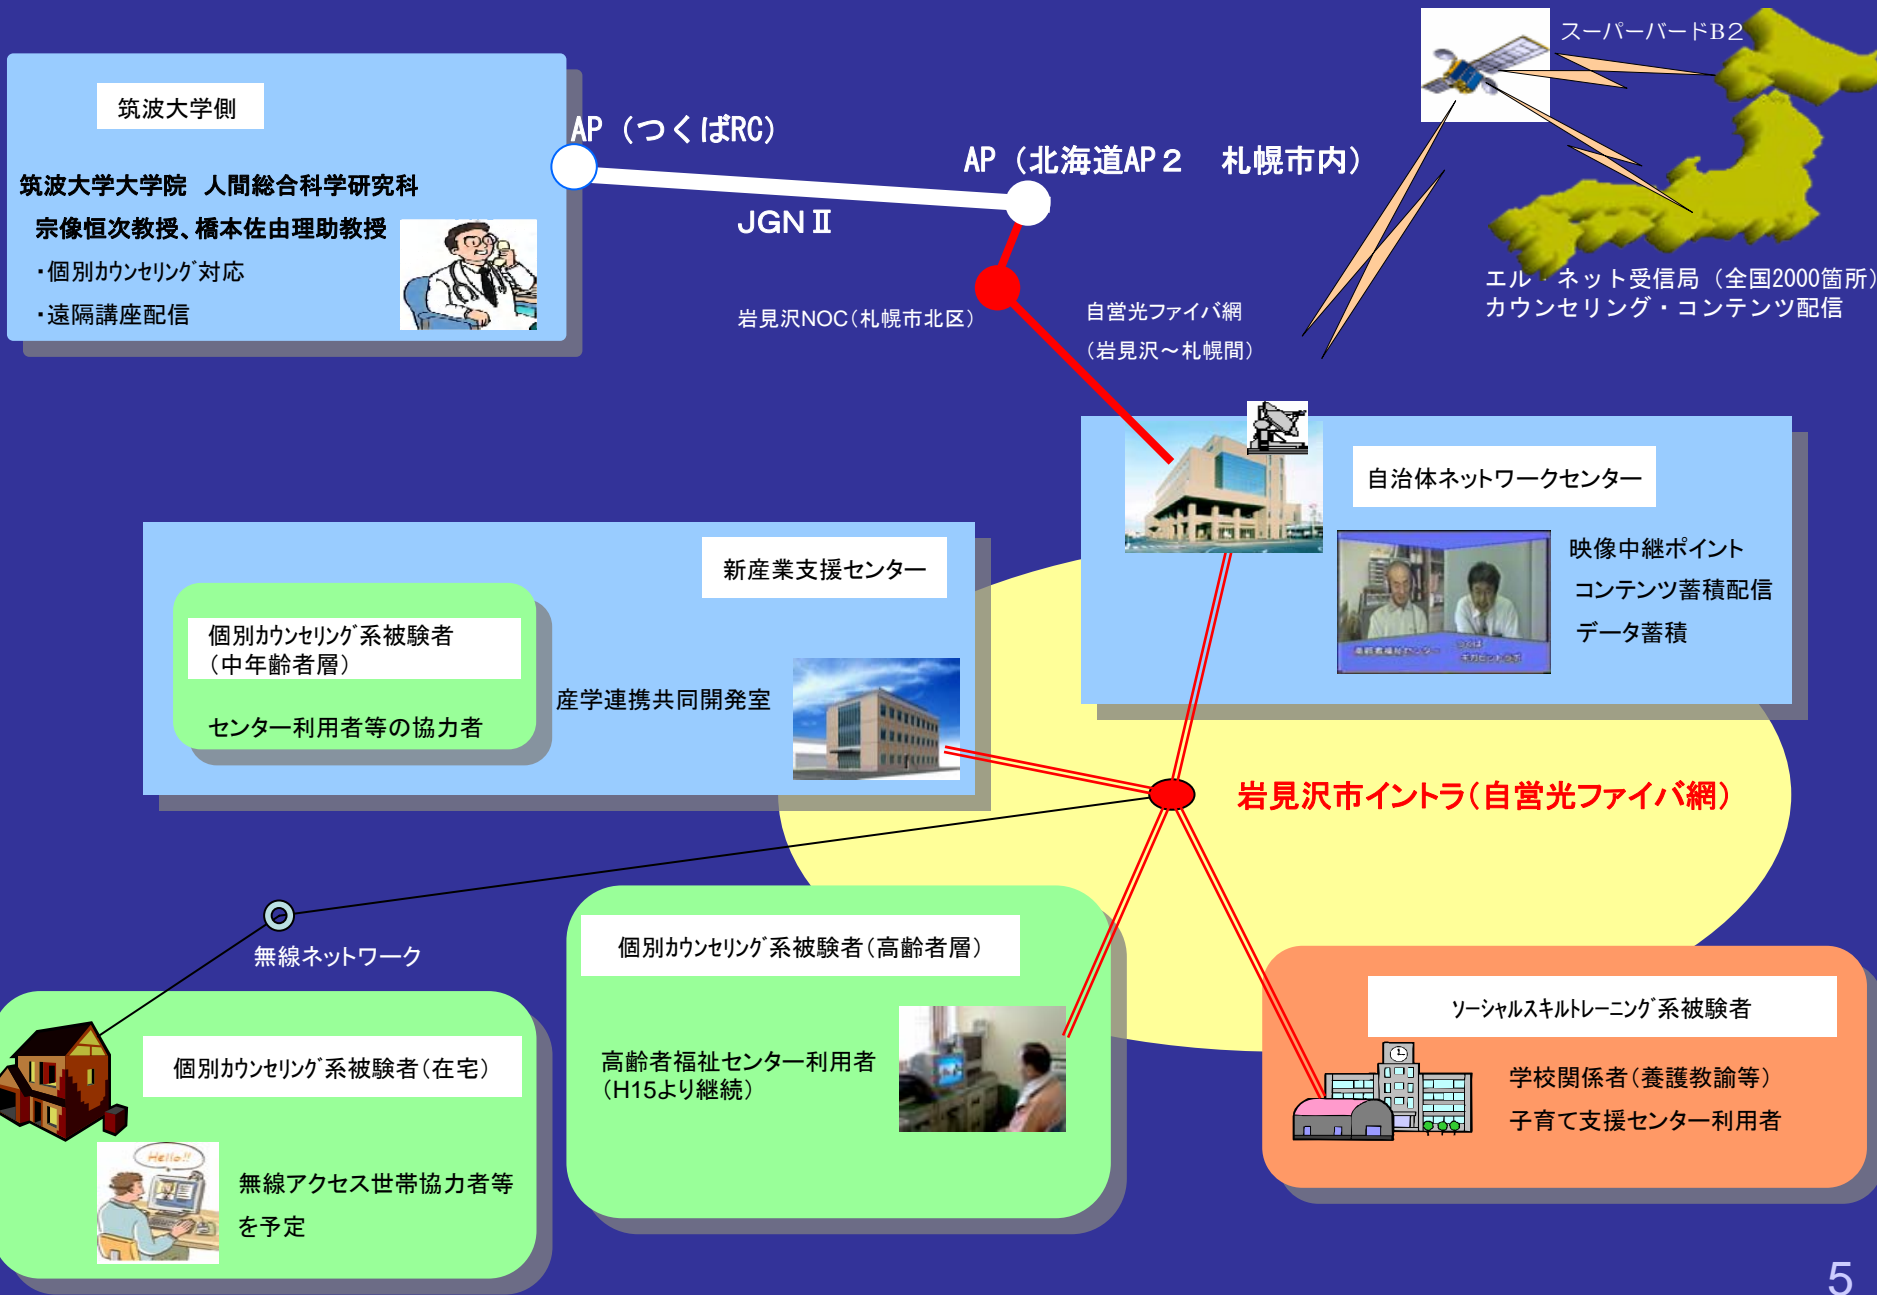 スーパーバードB２
筑波大学側
AP（つくばRC）
AP（北海道AP２　札幌市内）
筑波大学大学院　人間総合科学研究科
宗像恒次教授、橋本佐由理助教授
・個別ｶｳﾝｾﾘﾝｸﾞ対応
・遠隔講座配信
JGNⅡ
エル・ネット受信局（全国2000箇所）
カウンセリング・コンテンツ配信
岩見沢NOC（札幌市北区）
自営光ファイバ網
（岩見沢～札幌間）
自治体ネットワークセンター
映像中継ポイント
コンテンツ蓄積配信
データ蓄積
新産業支援センター
個別ｶｳﾝｾﾘﾝｸﾞ系被験者
（中年齢者層）
センター利用者等の協力者
産学連携共同開発室
岩見沢市イントラ（自営光ファイバ網）
無線ネットワーク
個別ｶｳﾝｾﾘﾝｸﾞ系被験者（高齢者層）
高齢者福祉センター利用者
（H15より継続）
ｿｰｼｬﾙｽｷﾙﾄﾚｰﾆﾝｸﾞ系被験者
学校関係者（養護教諭等）
子育て支援センター利用者
個別ｶｳﾝｾﾘﾝｸﾞ系被験者（在宅）
Hello!!
無線アクセス世帯協力者等
を予定
5